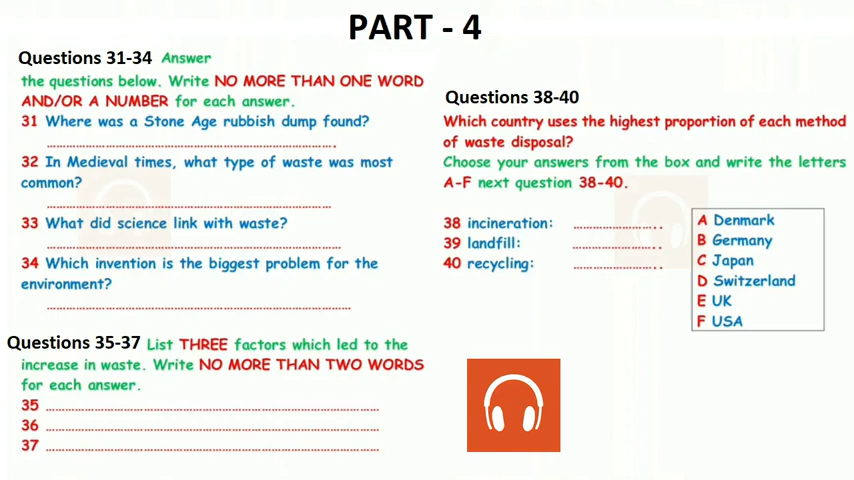 PART - 4
Questions 31-34 Answer
the questions below. Write NO MORE THAN ONE WORD
AND/OR A NUMBER for each answer.
31 Where was a Stone Age rubbish dump found?
................................................................................
32 In Medieval times, what type of waste was most
common?
................................................................................
33 What did science link with waste?
................................................................................
34 Which invention is the biggest problem for the
environment?
................................................................................
Questions 35-37 List THREE factors which led to the
increase in waste. Write NO MORE THAN TWO WORDS
for each answer.
35 ................................................................................
36 ................................................................................
37 ................................................................................
Questions 38-40
Which country uses the highest proportion of each method
of waste disposal?
Choose your answers from the box and write the letters
A-F next question 38-40.
38 incineration: ..........................
39 landfill: ..........................
40 recycling: ..........................
A Denmark
B Germany
C Japan
D Switzerland
E UK
F USA